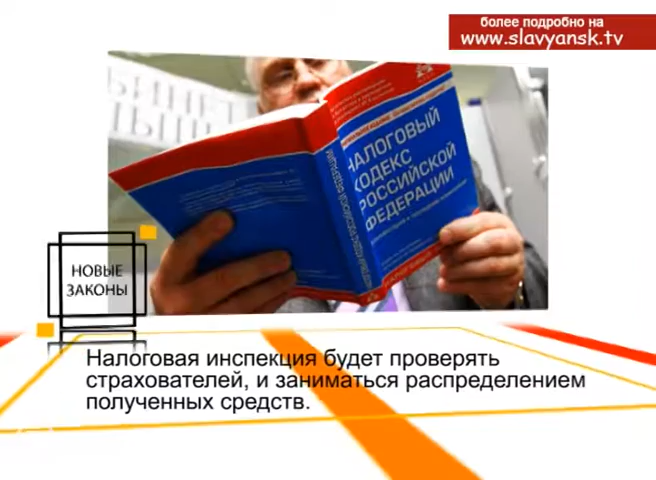 более подробно на
www.slavyansk.tv
НАЛОГОВЫЙ
КОДЕКС
РОССИЙСКОЙ
ФЕДЕРАЦИИ
НОВЫЕ
ЗАКОНЫ
Налоговая инспекция будет проверять
страхователей, и заниматься распределением
полученных средств.